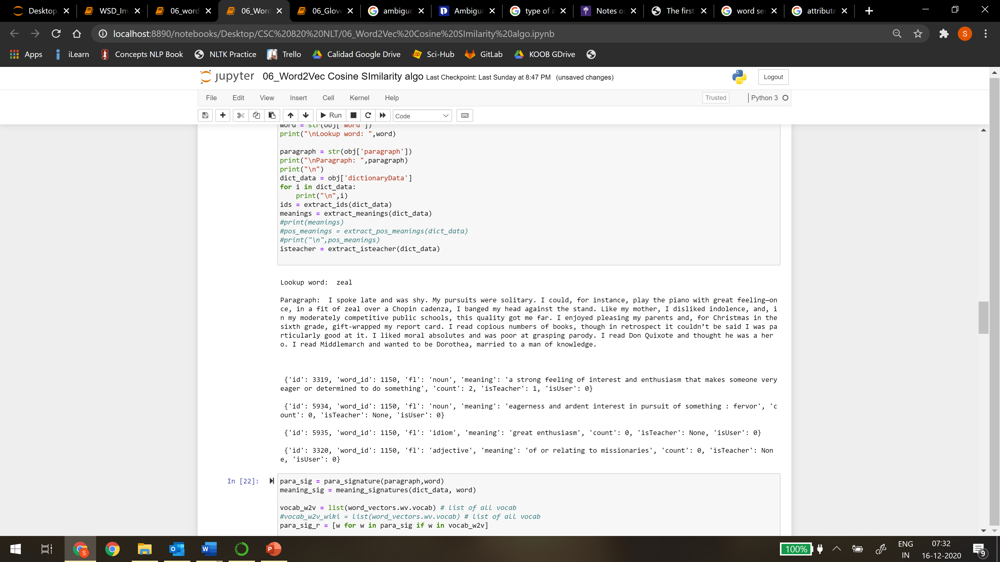 Desktop
WSD_Im
06_word
06_Word
06_Glove
ambiguo
Ambiguo
type of a
Notes o
The first
word ser
attribute
localhost:8890/notebooks/Desktop/CSC%20820%20NLT/06_Word2Vec%20Cosine%20SImilarity%20algo.ipynb
S
Apps
iLearn
Concepts NLP Book
NLTK Practice
Trello
Calidad Google Drive
Sci-Hub
GitLab
KOOB GDrive
jupyter 06_Word2Vec Cosine SImilarity algo Last Checkpoint: Last Sunday at 8:47 PM (unsaved changes)
Logout
File Edit View Insert Cell Kernel Help
Trusted
Python 3
Run
Code
word = str(obj['word'])
print("\nLookup word: ",word)
paragraph = str(obj['paragraph'])
print("\nParagraph: ",paragraph)
print("\n")
dict_data = obj['dictionaryData']
for i in dict_data:
    print("\n",i)
ids = extract_ids(dict_data)
meanings = extract_meanings(dict_data)
#print(meanings)
#pos_meanings = extract_pos_meanings(dict_data)
#print("\n",pos_meanings)
isteacher = extract_isteacher(dict_data)
Lookup word:  zeal
Paragraph:  I spoke late and was shy. My pursuits were solitary. I could, for instance, play the piano with great feeling—on
ce, in a fit of zeal over a Chopin cadenza, I banged my head against the stand. Like my mother, I disliked indolence, and, i
n my moderately competitive public schools, this quality got me far. I enjoyed pleasing my parents and, for Christmas in the
sixth grade, gift-wrapped my report card. I read copious numbers of books, though in retrospect it couldn’t be said I was pa
rticularly good at it. I liked moral absolutes and was poor at grasping parody. I read Don Quixote and thought he was a her
o. I read Middlemarch and wanted to be Dorothea, married to a man of knowledge.
{'id': 3319, 'word_id': 1150, 'fl': 'noun', 'meaning': 'a strong feeling of interest and enthusiasm that makes someone very
eager or determined to do something', 'count': 2, 'isTeacher': 1, 'isUser': 0}
{'id': 5934, 'word_id': 1150, 'fl': 'noun', 'meaning': 'eagerness and ardent interest in pursuit of something : fervor', 'c
ount': 0, 'isTeacher': None, 'isUser': 0}
{'id': 5935, 'word_id': 1150, 'fl': 'idiom', 'meaning': 'great enthusiasm', 'count': 0, 'isTeacher': None, 'isUser': 0}
{'id': 3320, 'word_id': 1150, 'fl': 'adjective', 'meaning': 'of or relating to missionaries', 'count': 0, 'isTeacher': Non
e, 'isUser': 0}
In [22]:
para_sig = para_signature(paragraph,word)
meaning_sig = meaning_signatures(dict_data, word)
vocab_w2v = list(word_vectors.wv.vocab) # list of all vocab
#vocab_w2v_wiki = list(word_vectors.wv.vocab) # list of all vocab
para_sig_r = [w for w in para_sig if w in vocab_w2v]
100%
ENG
IN
07:32
16-12-2020
9